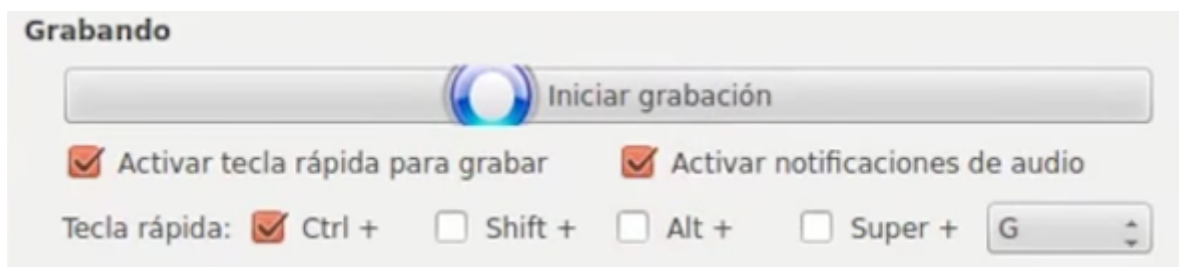 Grabando
Iniciar grabación
Activar tecla rápida para grabar Activar notificaciones de audio
Tecla rápida: Ctrl + Shift + Alt + Super + G